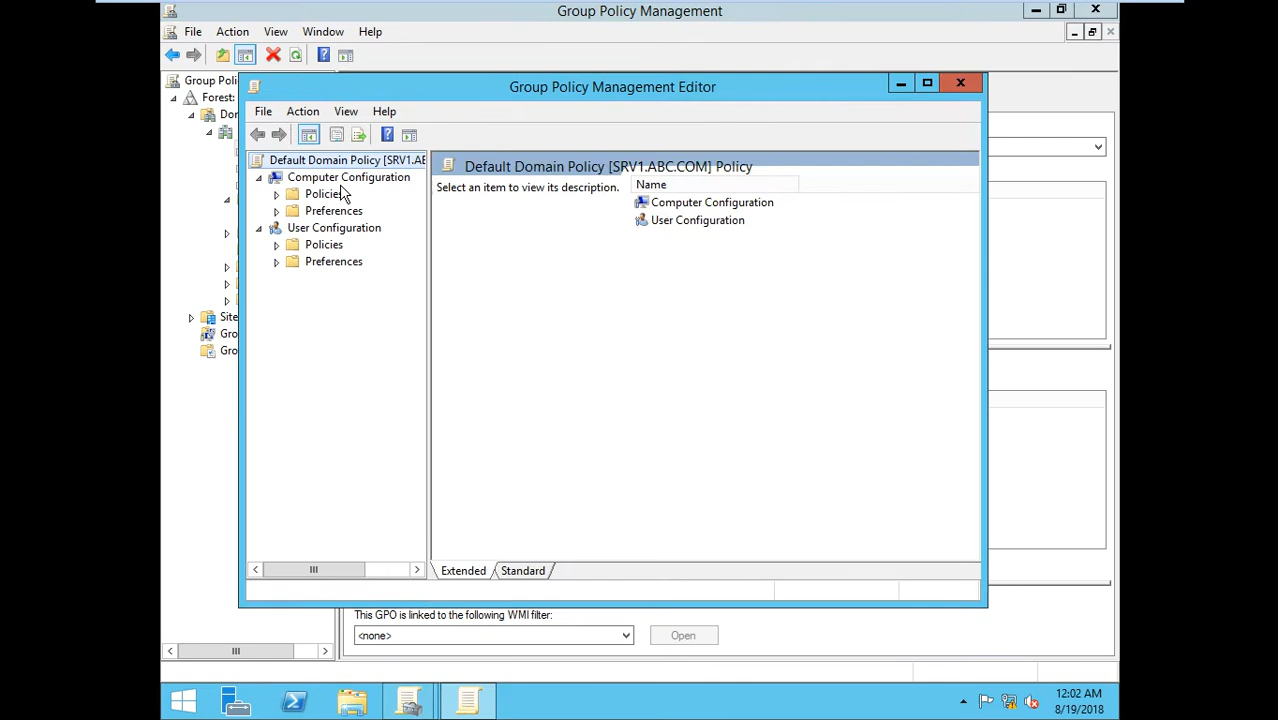 Group Policy Management
File Action View Window Help
Group Poli
Forest:
Don
Site
Gro
Gro
Group Policy Management Editor
File Action View Help
Default Domain Policy [SRV1.AB
Computer Configuration
Policies
Preferences
User Configuration
Policies
Preferences
Default Domain Policy [SRV1.ABC.COM] Policy
Select an item to view its description.
Name
Computer Configuration
User Configuration
Extended Standard
This GPO is linked to the following WMI filter:
<none>
Open
12:02 AM
8/19/2018